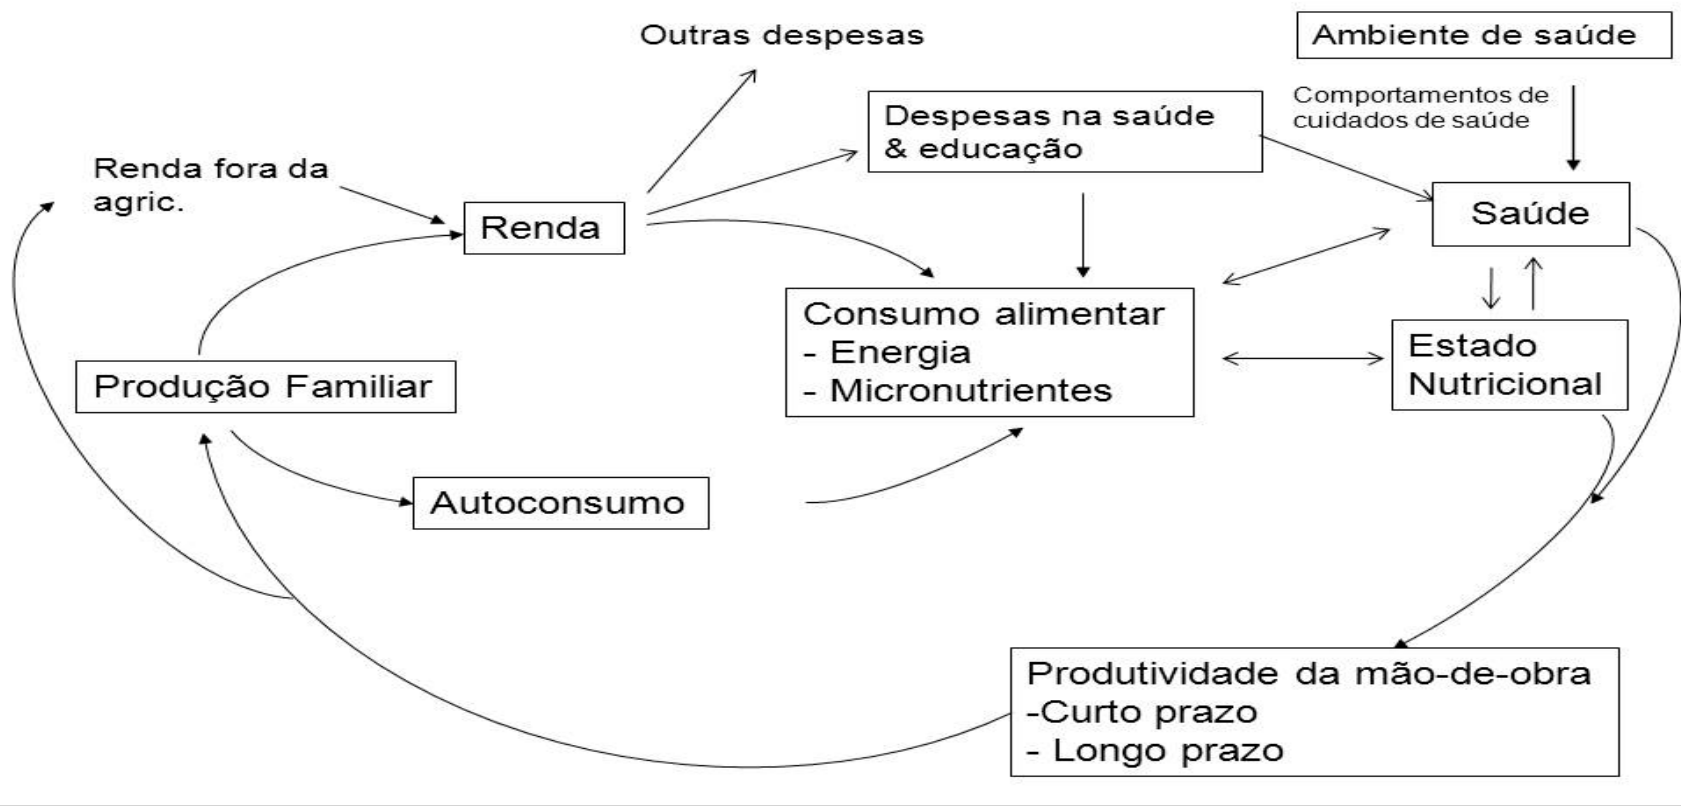 Outras despesas
Ambiente de saúde
Comportamentos de
cuidados de saúde
Despesas na saúde
& educação
Renda fora da
agric.
Renda
Saúde
Consumo alimentar
- Energia
- Micronutrientes
Estado
Nutricional
Produção Familiar
Autoconsumo
Produtividade da mão-de-obra
-Curto prazo
- Longo prazo